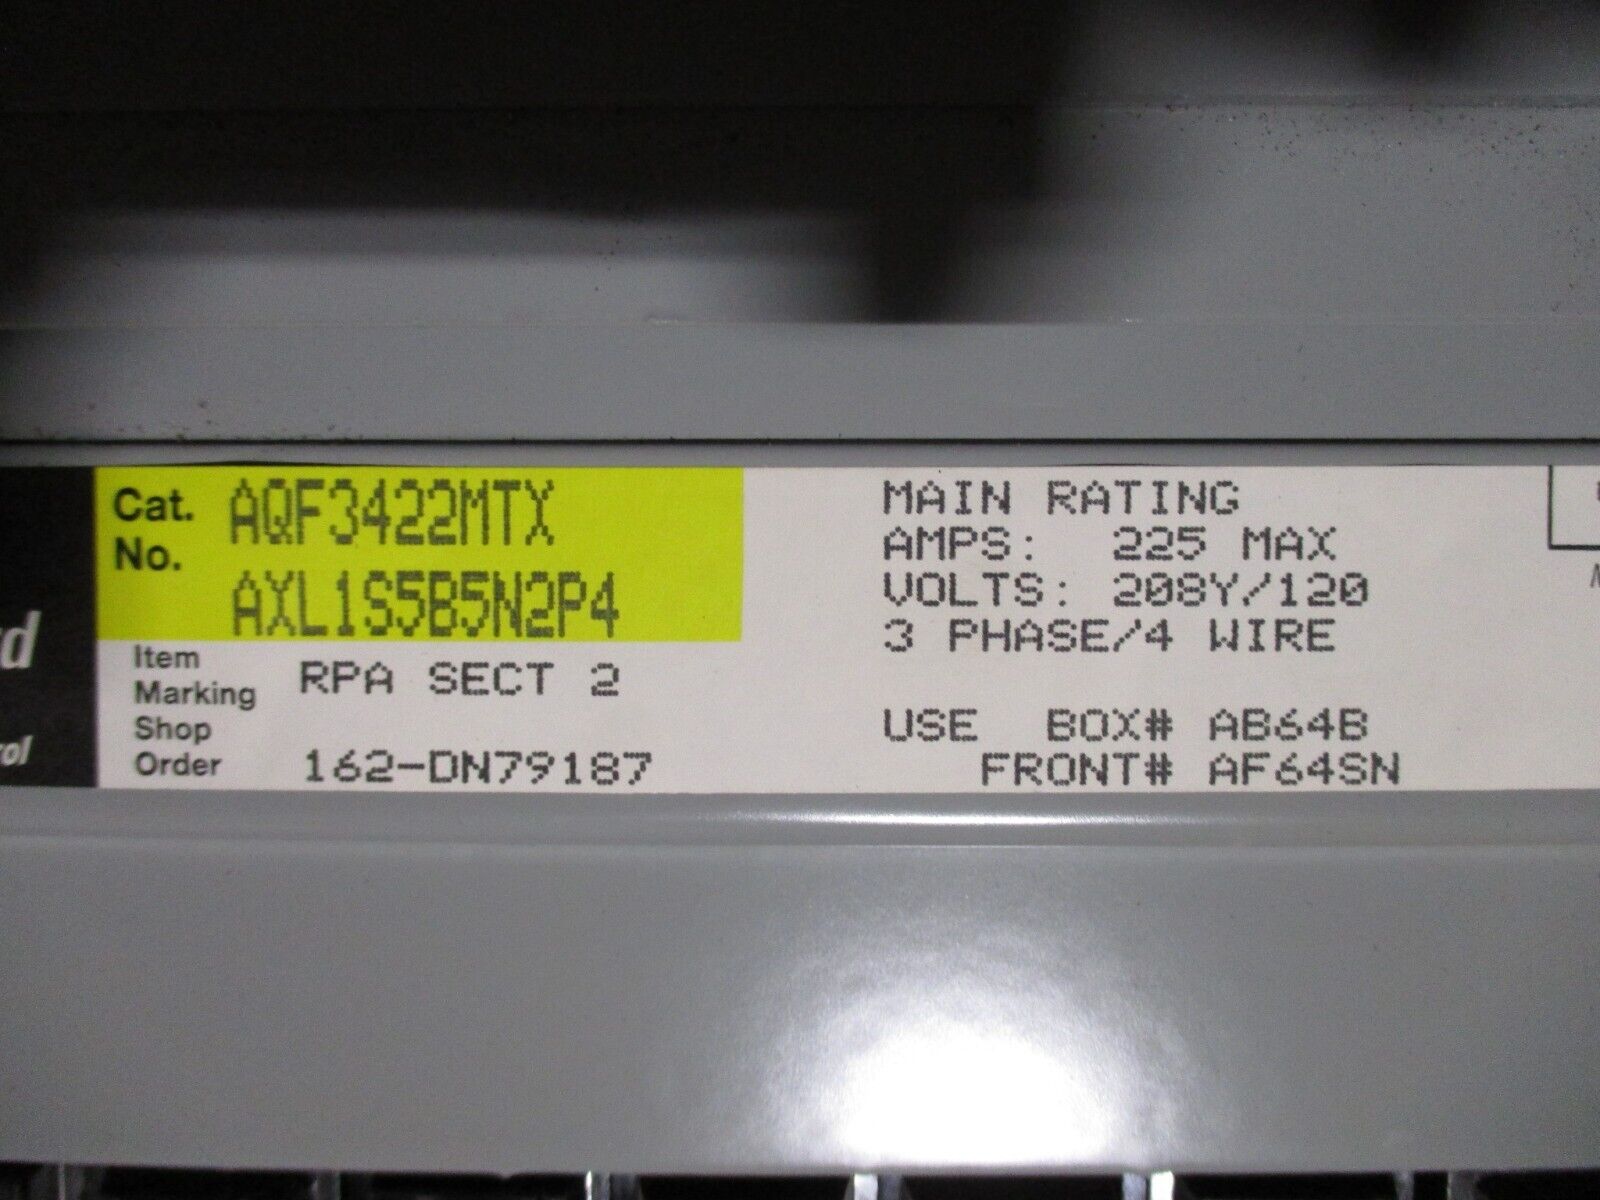 Cat. AQF3422MTX
No.
AXL1S5B5N2P4
Item
Marking RPA SECT 2
Shop
Order 162-DN79187
MAIN RATING
AMPS: 225 MAX
VOLTS: 208Y/120
3 PHASE/4 WIRE
USE BOX# AB64B
FRONT# AF64SN